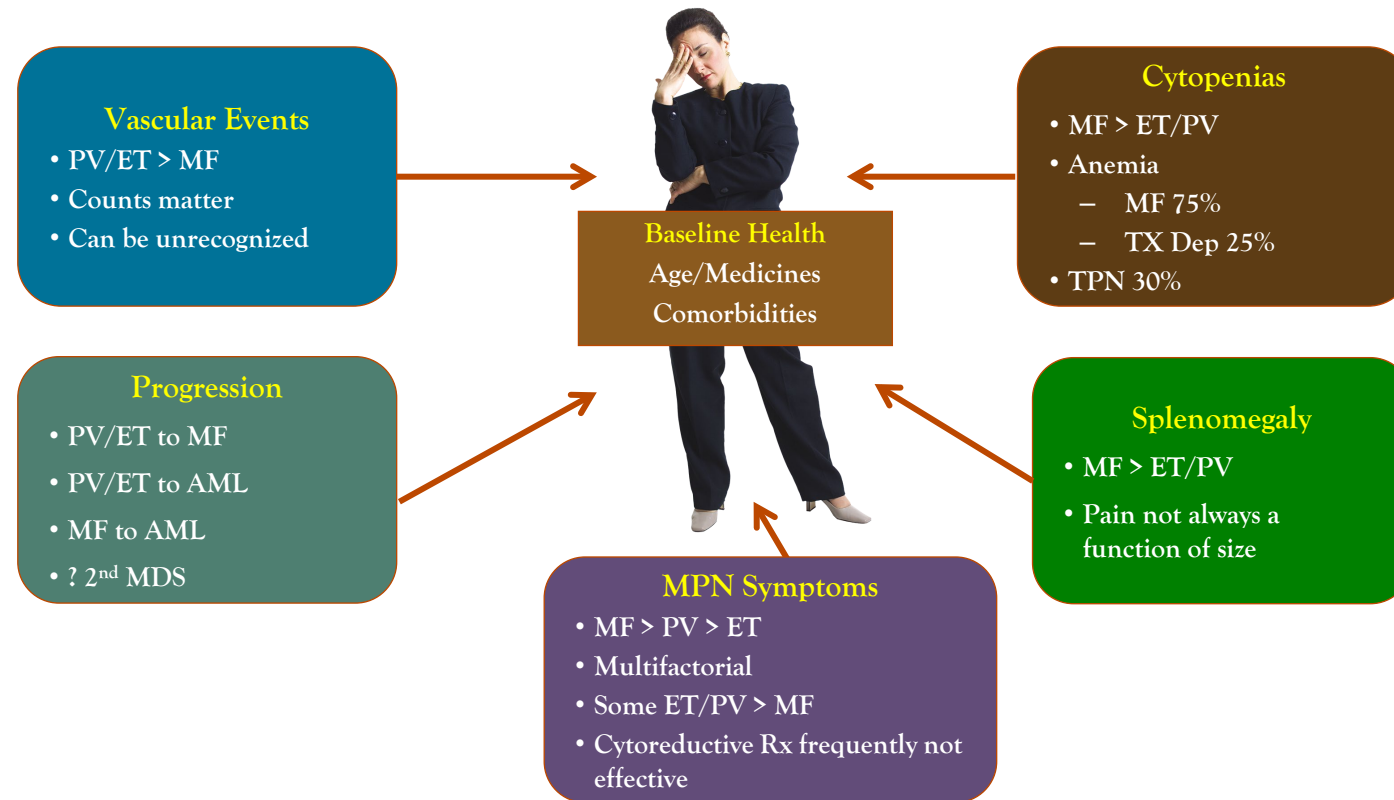 Vascular Events
• PV/ET > MF
• Counts matter
• Can be unrecognized
Baseline Health
Age/Medicines
Comorbidities
Cytopenias
• MF > ET/PV
• Anemia
– MF 75%
– TX Dep 25%
• TPN 30%
Progression
• PV/ET to MF
• PV/ET to AML
• MF to AML
• ? 2nd MDS
MPN Symptoms
• MF > PV > ET
• Multifactorial
• Some ET/PV > MF
• Cytoreductive Rx frequently not
effective
Splenomegaly
• MF > ET/PV
• Pain not always a
function of size